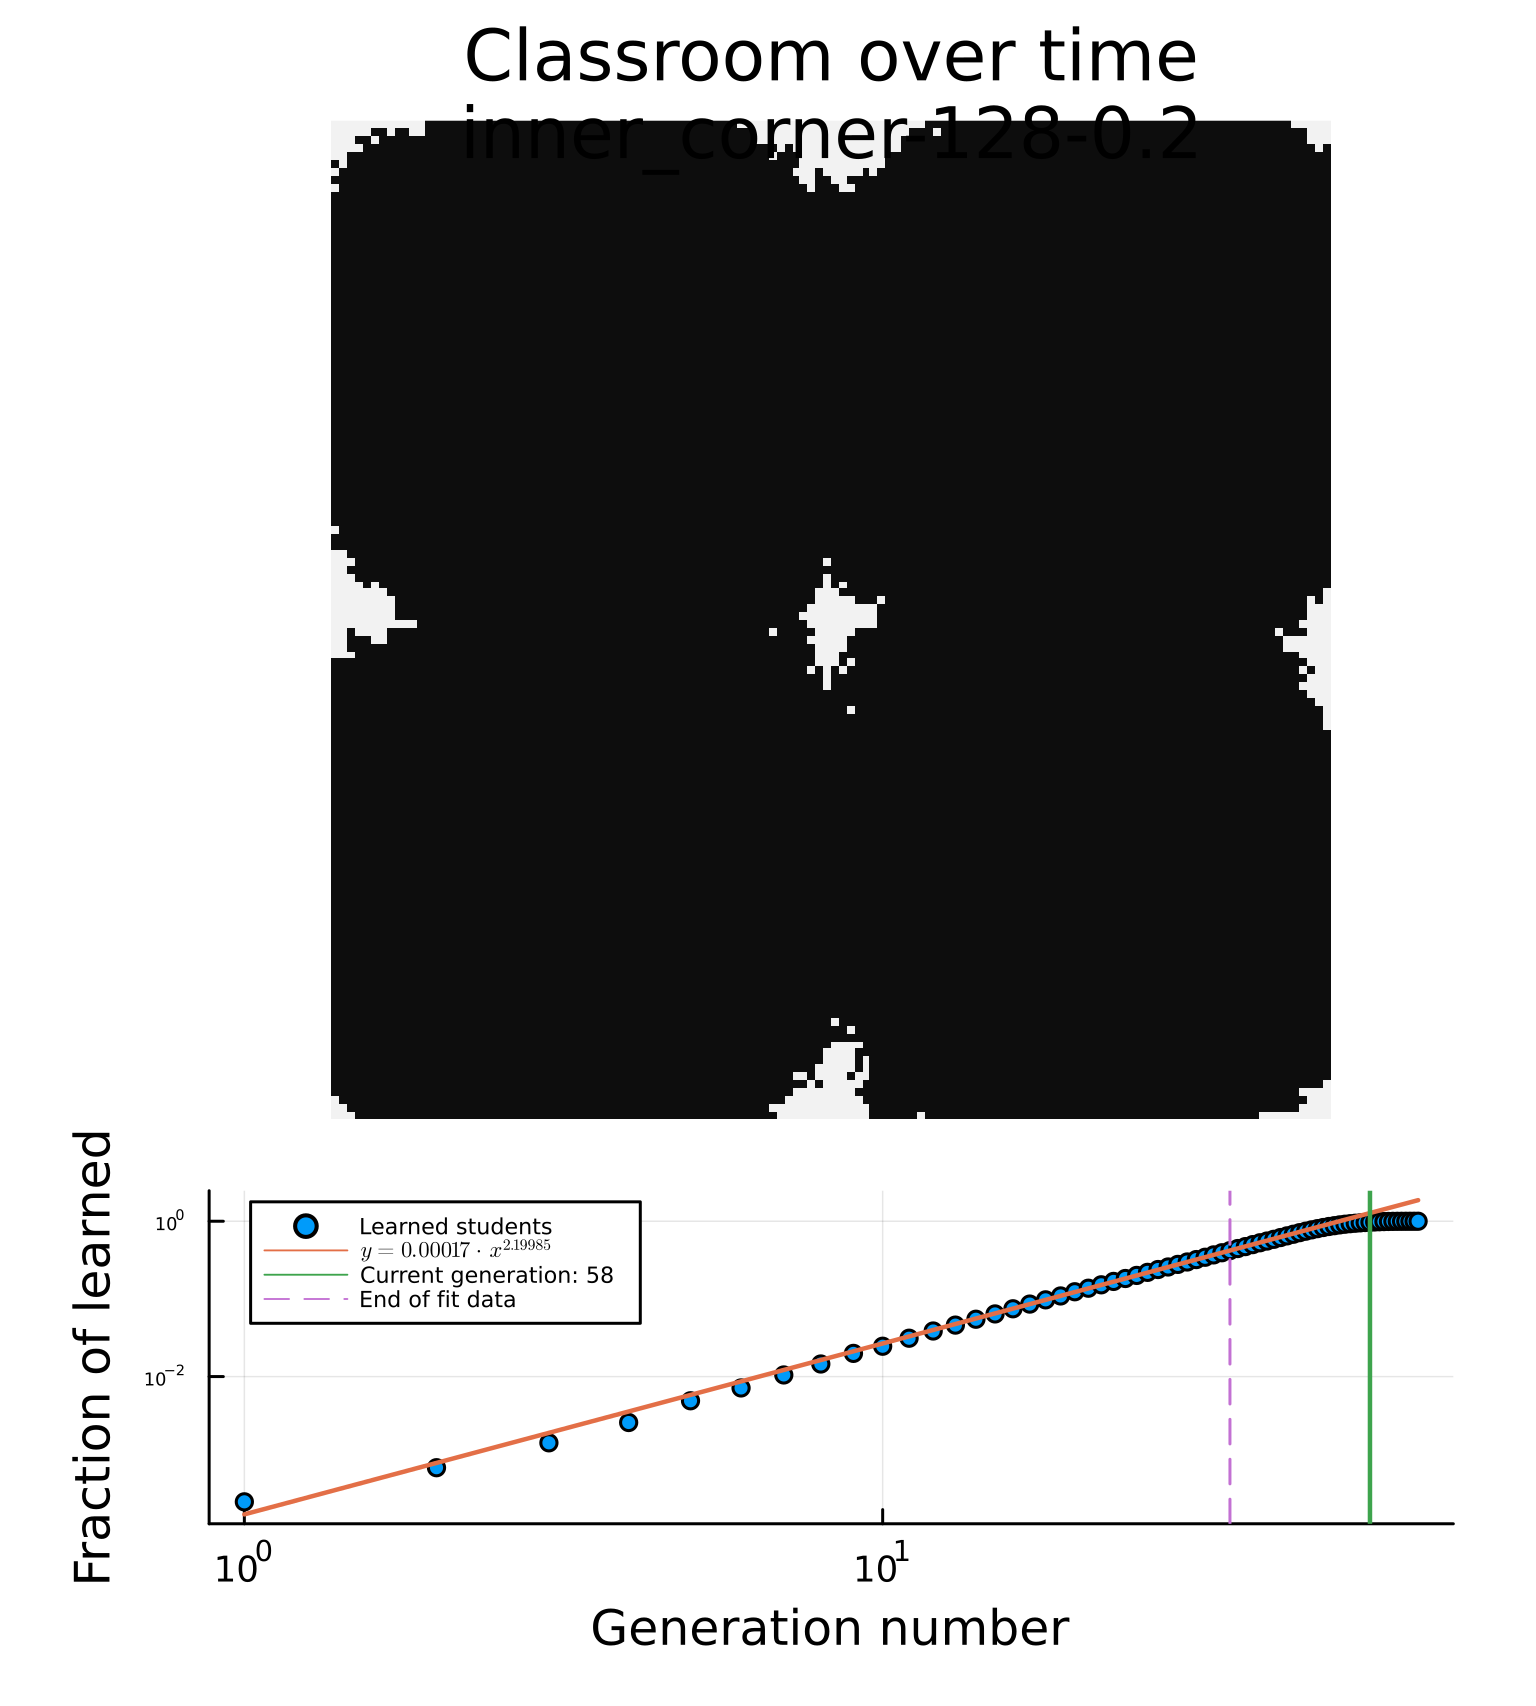 Classroom over time
inner_corner-128-0.2
Fraction of learned
10^0
10^−2
Learned students
y = 0.00017 · x^2.19985
Current generation: 58
End of fit data
10^0
10^1
Generation number